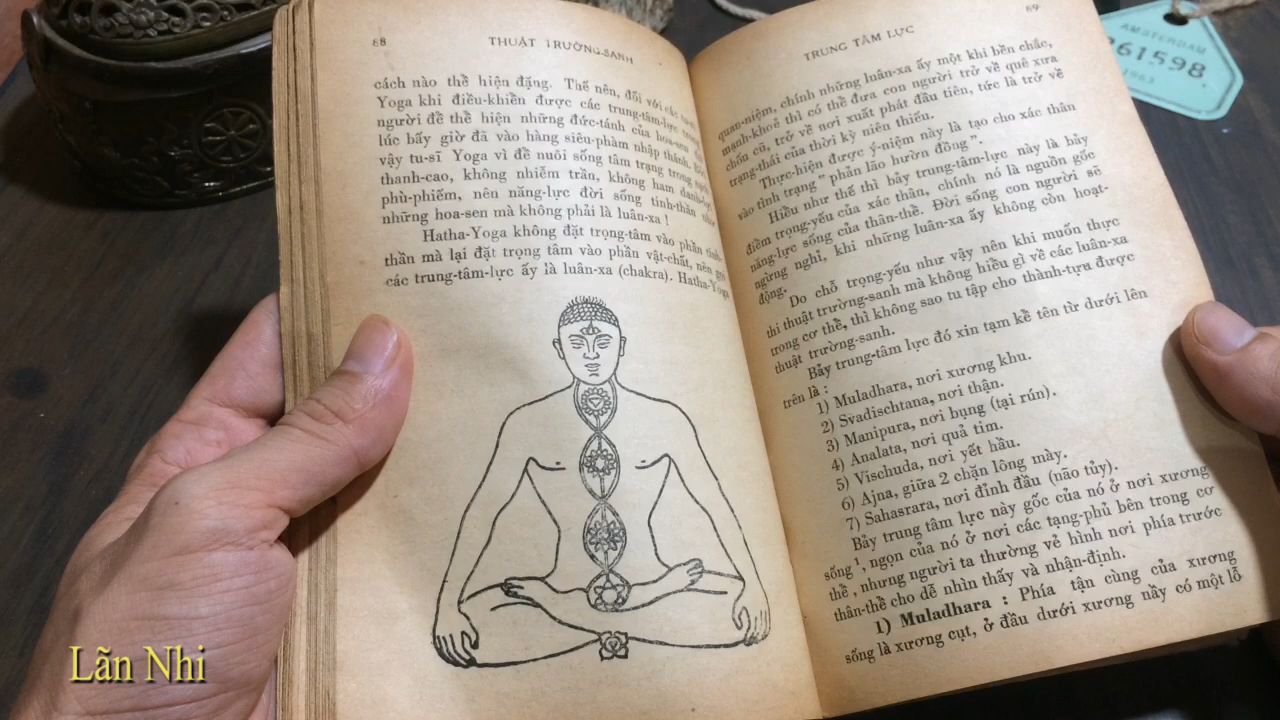 88
THUẬT TRƯỜNG-SANH
cách nào thể hiện đặng. Thế nên, đối với các
Yoga khi điều-khiển được các trung-tâm-lực
người để thể hiện những đức-tánh của hoa-sen
lúc bấy giờ đã vào hàng siêu-phàm nhập thánh.
vậy tu-sĩ Yoga vì để nuôi sống tâm trạng trong
thanh-cao, không nhiễm trần, không ham danh-lợi
phù-phiếm, nên năng-lực đời sống tinh-thần
những hoa-sen mà không phải là luân-xa !
Hatha-Yoga không đặt trọng-tâm vào phần tinh-
thần mà lại đặt trọng tâm vào phần vật-chất, nên gọi
các trung-tâm-lực ấy là luân-xa (chakra). Hatha-Yoga
TRUNG TÂM LỰC
89
quan-niệm, chính những luân-xa ấy một khi bền chắc,
mạnh-khoẻ thì có thể đưa con người trở về quê xưa
chốn cũ, trở về nơi xuất phát đầu tiên, tức là trở về
trạng-thái của thời kỳ niên thiếu.
Thực-hiện được ý-niệm này là tạo cho xác thân
vào tình trạng " phản lão hườn đồng ".
Hiểu như thế thì bảy trung-tâm-lực này là bảy
điểm trọng-yếu của xác thân, chính nó là nguồn gốc
năng-lực sống của thân-thể. Đời sống con người sẽ
ngừng nghỉ, khi những luân-xa ấy không còn hoạt-
động.
Do chỗ trọng-yếu như vậy nên khi muốn thực
thi thuật trường-sanh mà không hiểu gì về các luân-xa
trong cơ thể, thì không sao tu tập cho thành-tựu được
thuật trường-sanh.
Bảy trung-tâm lực đó xin tạm kể tên từ dưới lên
trên là :
1) Muladhara, nơi xương khu.
2) Svadischtana, nơi thận.
3) Manipura, nơi bụng (tại rún).
4) Analata, nơi quả tim.
5) Vischuda, nơi yết hầu.
6) Ajna, giữa 2 chặn lông mày.
7) Sahasrara, nơi đỉnh đầu (não tủy).
Bảy trung tâm lực này gốc của nó ở nơi xương
sống ¹, ngọn của nó ở nơi các tạng-phủ bên trong cơ
thể, nhưng người ta thường vẻ hình nơi phía trước
thân-thể cho dễ nhìn thấy và nhận-định.
1) Muladhara : Phía tận cùng của xương
sống là xương cụt, ở đầu dưới xương nầy có một lỗ
AMSTERDAM
261598
1963
Lãn Nhi